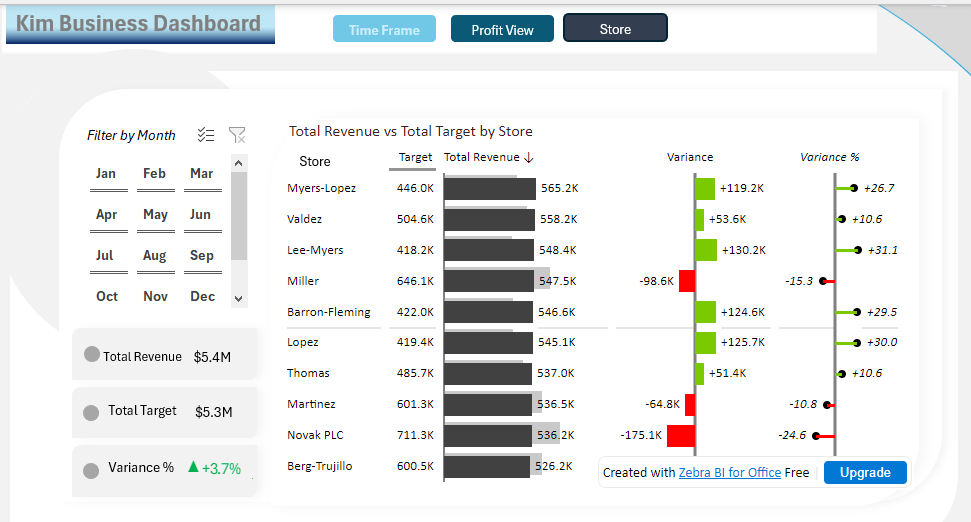 Kim Business Dashboard
Time Frame Profit View Store
Filter by Month
Jan Feb Mar
Apr May Jun
Jul Aug Sep
Oct Nov Dec
Total Revenue $5.4M
Total Target $5.3M
Variance % ▲ +3.7%
Total Revenue vs Total Target by Store
Store Target Total Revenue ↓ Variance Variance %
Myers-Lopez 446.0K 565.2K +119.2K +26.7
Valdez 504.6K 558.2K +53.6K +10.6
Lee-Myers 418.2K 548.4K +130.2K +31.1
Miller 646.1K 547.5K -98.6K -15.3
Barron-Fleming 422.0K 546.6K +124.6K +29.5
Lopez 419.4K 545.1K +125.7K +30.0
Thomas 485.7K 537.0K +51.4K +10.6
Martinez 601.3K 536.5K -64.8K -10.8
Novak PLC 711.3K 536.2K -175.1K -24.6
Berg-Trujillo 600.5K 526.2K
Created with Zebra BI for Office Free Upgrade